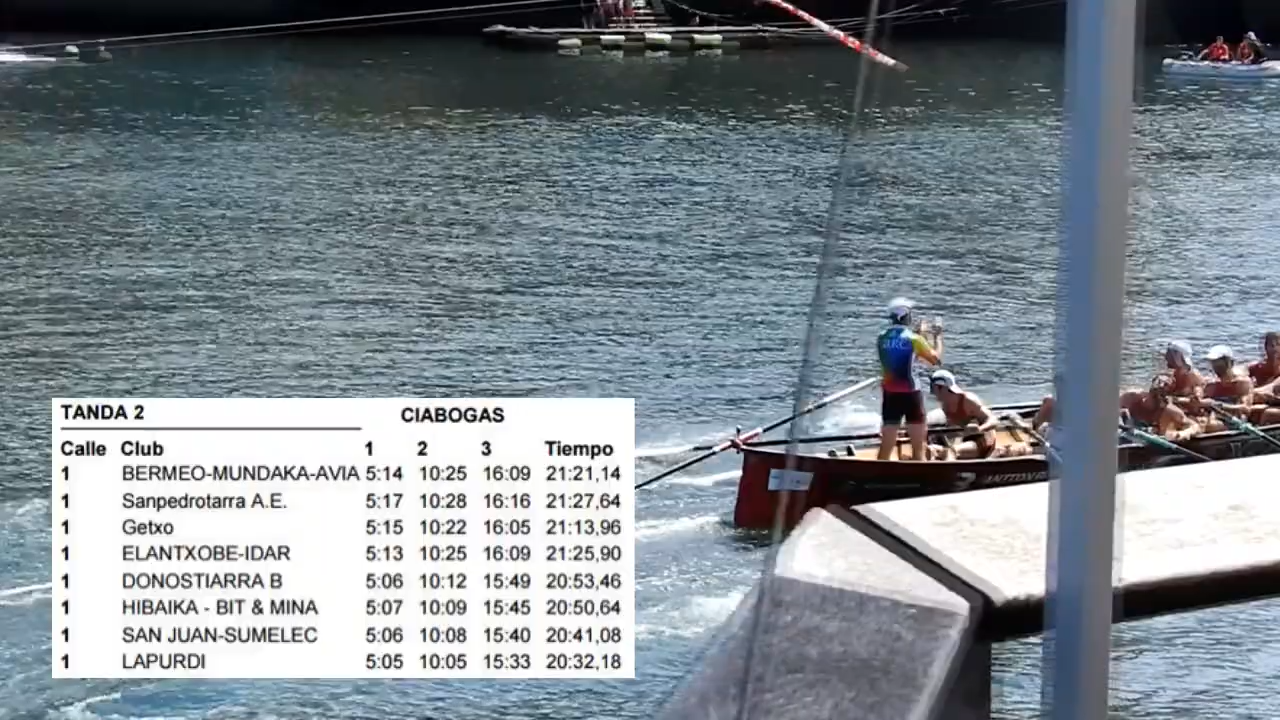 TANDA 2 CIABOGAS
Calle Club 1 2 3 Tiempo
1 BERMEO-MUNDAKA-AVIA 5:14 10:25 16:09 21:21,14
1 Sanpedrotarra A.E. 5:17 10:28 16:16 21:27,64
1 Getxo 5:15 10:22 16:05 21:13,96
1 ELANTXOBE-IDAR 5:13 10:25 16:09 21:25,90
1 DONOSTIARRA B 5:06 10:12 15:49 20:53,46
1 HIBAIKA - BIT & MINA 5:07 10:09 15:45 20:50,64
1 SAN JUAN-SUMELEC 5:06 10:08 15:40 20:41,08
1 LAPURDI 5:05 10:05 15:33 20:32,18
ARC